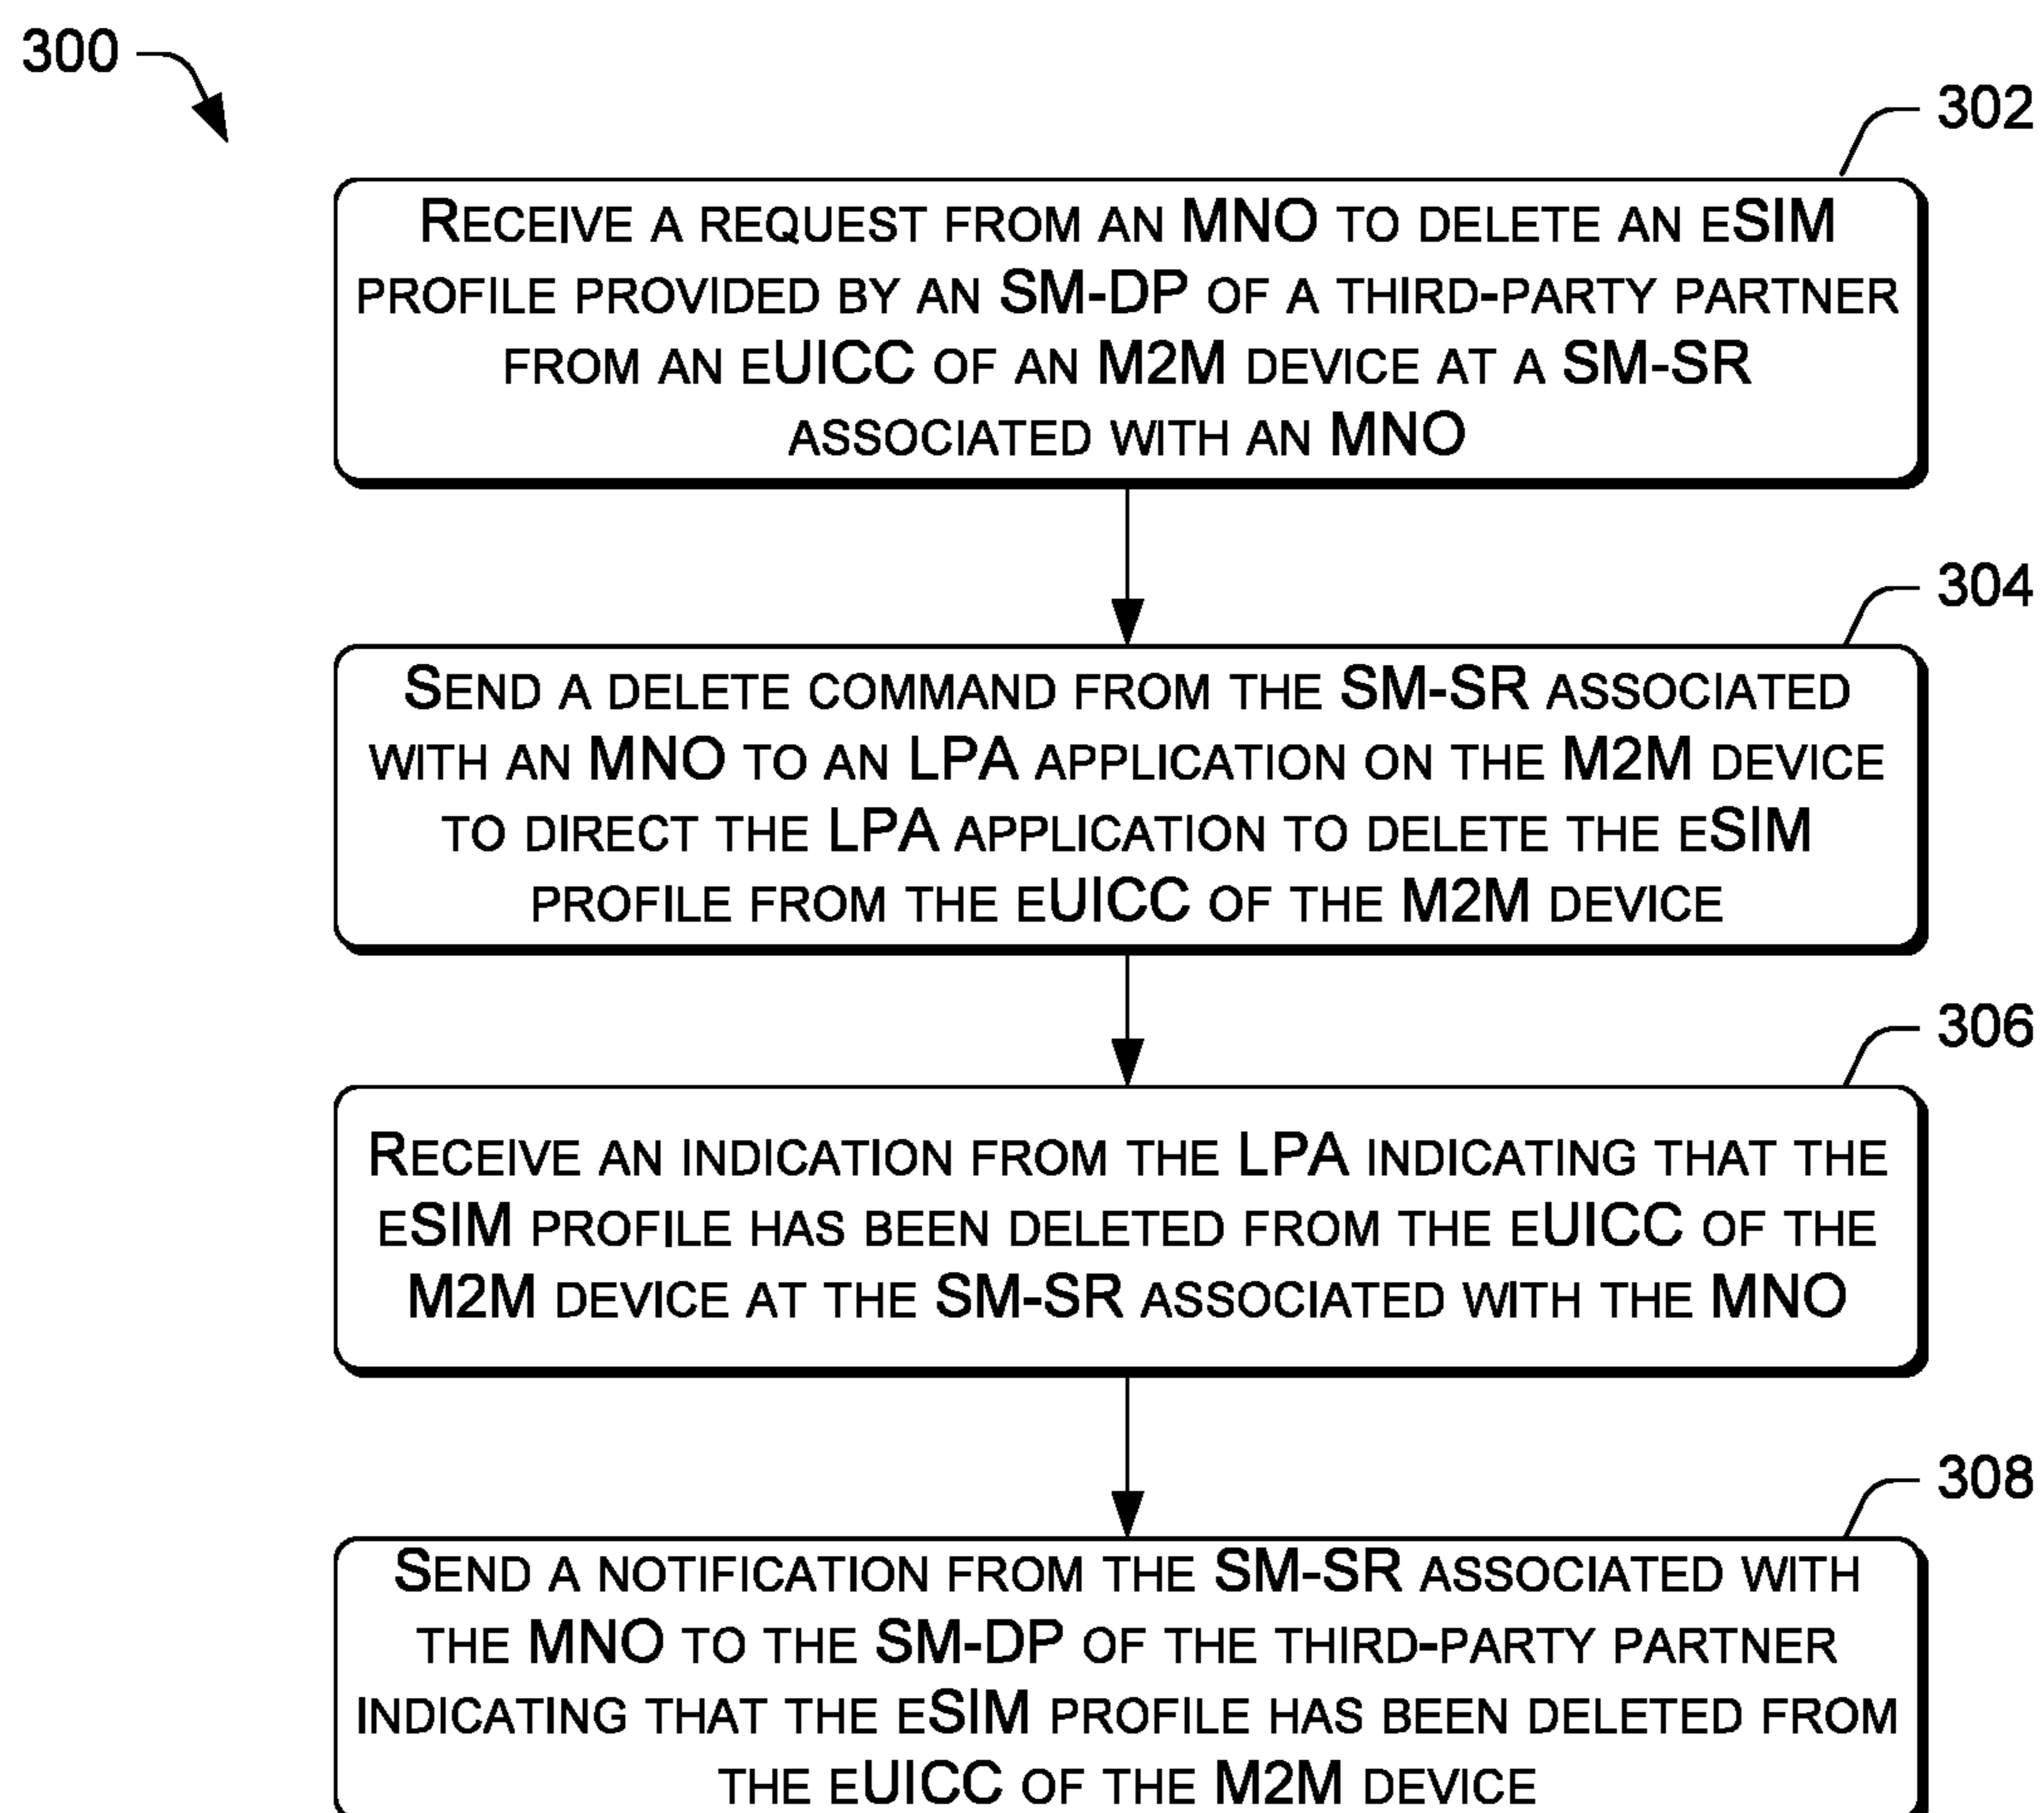 300
302
RECEIVE A REQUEST FROM AN MNO TO DELETE AN ESIM
PROFILE PROVIDED BY AN SM-DP OF A THIRD-PARTY PARTNER
FROM AN EUICC OF AN M2M DEVICE AT A SM-SR
ASSOCIATED WITH AN MNO
304
SEND A DELETE COMMAND FROM THE SM-SR ASSOCIATED
WITH AN MNO TO AN LPA APPLICATION ON THE M2M DEVICE
TO DIRECT THE LPA APPLICATION TO DELETE THE ESIM
PROFILE FROM THE EUICC OF THE M2M DEVICE
306
RECEIVE AN INDICATION FROM THE LPA INDICATING THAT THE
ESIM PROFILE HAS BEEN DELETED FROM THE EUICC OF THE
M2M DEVICE AT THE SM-SR ASSOCIATED WITH THE MNO
308
SEND A NOTIFICATION FROM THE SM-SR ASSOCIATED WITH
THE MNO TO THE SM-DP OF THE THIRD-PARTY PARTNER
INDICATING THAT THE ESIM PROFILE HAS BEEN DELETED FROM
THE EUICC OF THE M2M DEVICE